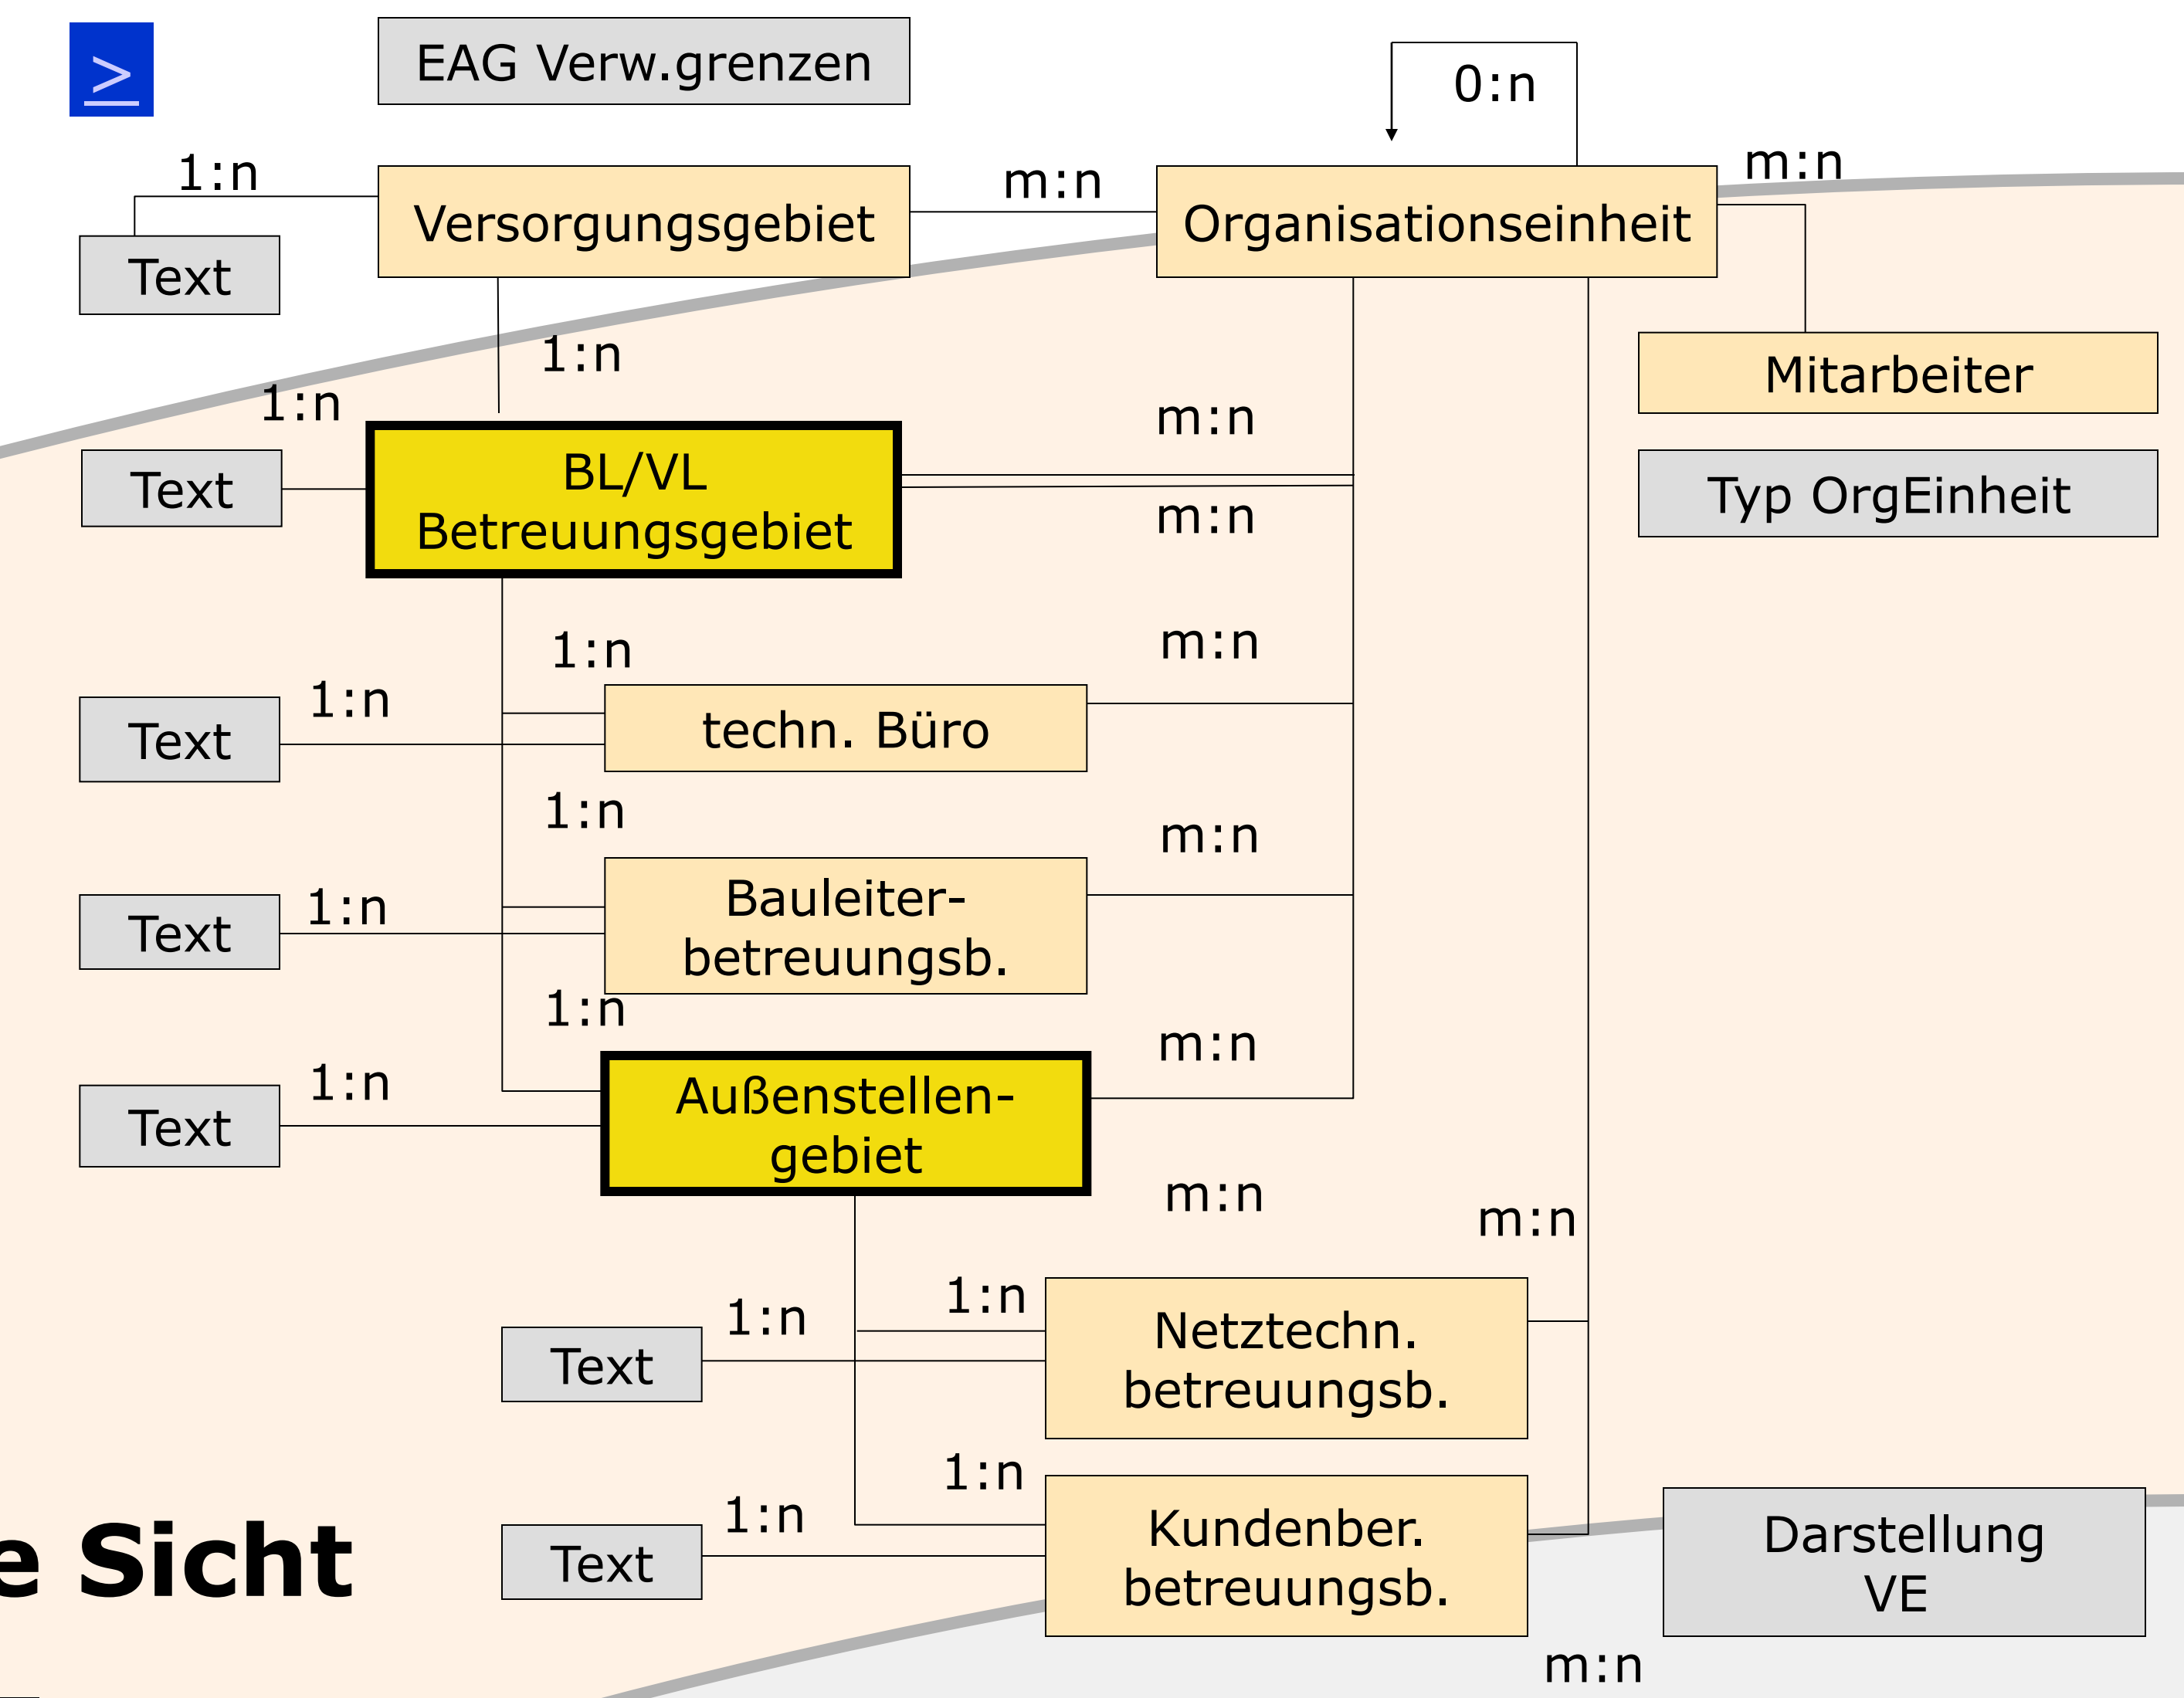 ≥
EAG Verw.grenzen
0:n
1:n
m:n
m:n
Versorgungsgebiet
Organisationseinheit
Text
1:n
Mitarbeiter
1:n
m:n
BL/VL
Betreuungsgebiet
Text
Typ OrgEinheit
m:n
1:n
m:n
1:n
techn. Büro
Text
1:n
m:n
1:n
Bauleiter-
betreuungsb.
Text
1:n
m:n
1:n
Außenstellen-
gebiet
Text
m:n
m:n
1:n
1:n
Netztechn.
betreuungsb.
Text
1:n
1:n
Kundenber.
betreuungsb.
Text
Darstellung
VE
e Sicht
m:n